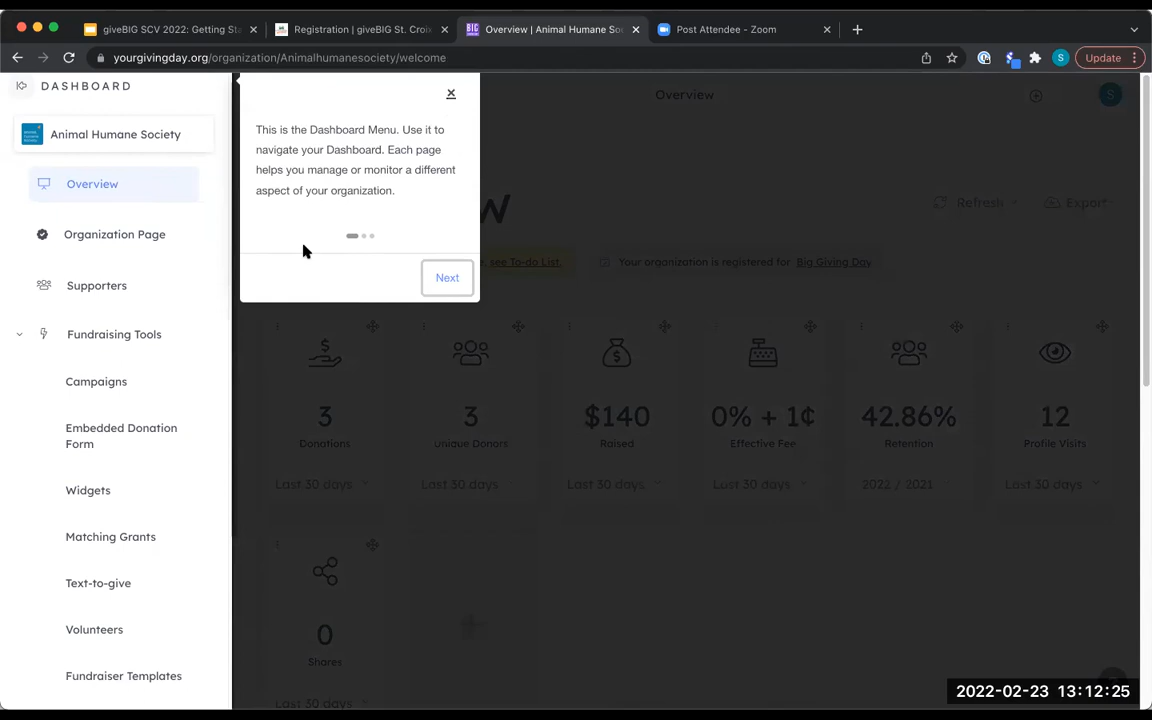 giveBIG SCV 2022: Getting St
Registration | giveBIG St. Croix
Overview | Animal Humane Soc
Post Attendee - Zoom
yourgivingday.org/organization/Animalhumanesociety/welcome
S
Update
DASHBOARD
Animal Humane Society
Overview
Organization Page
Supporters
Fundraising Tools
Campaigns
Embedded Donation
Form
Widgets
Matching Grants
Text-to-give
Volunteers
Fundraiser Templates
This is the Dashboard Menu. Use it to
navigate your Dashboard. Each page
helps you manage or monitor a different
aspect of your organization.
Next
Overview
S
w
Refresh
Export
, see To-do List.
Your organization is registered for Big Giving Day.
3
Donations
Last 30 days
3
Unique Donors
Last 30 days
$140
Raised
Last 30 days
0% + 1¢
Effective Fee
Last 30 days
42.86%
Retention
2022 / 2021
12
Profile Visits
Last 30 days
0
Shares
Last 30 days
2022-02-23 13:12:25